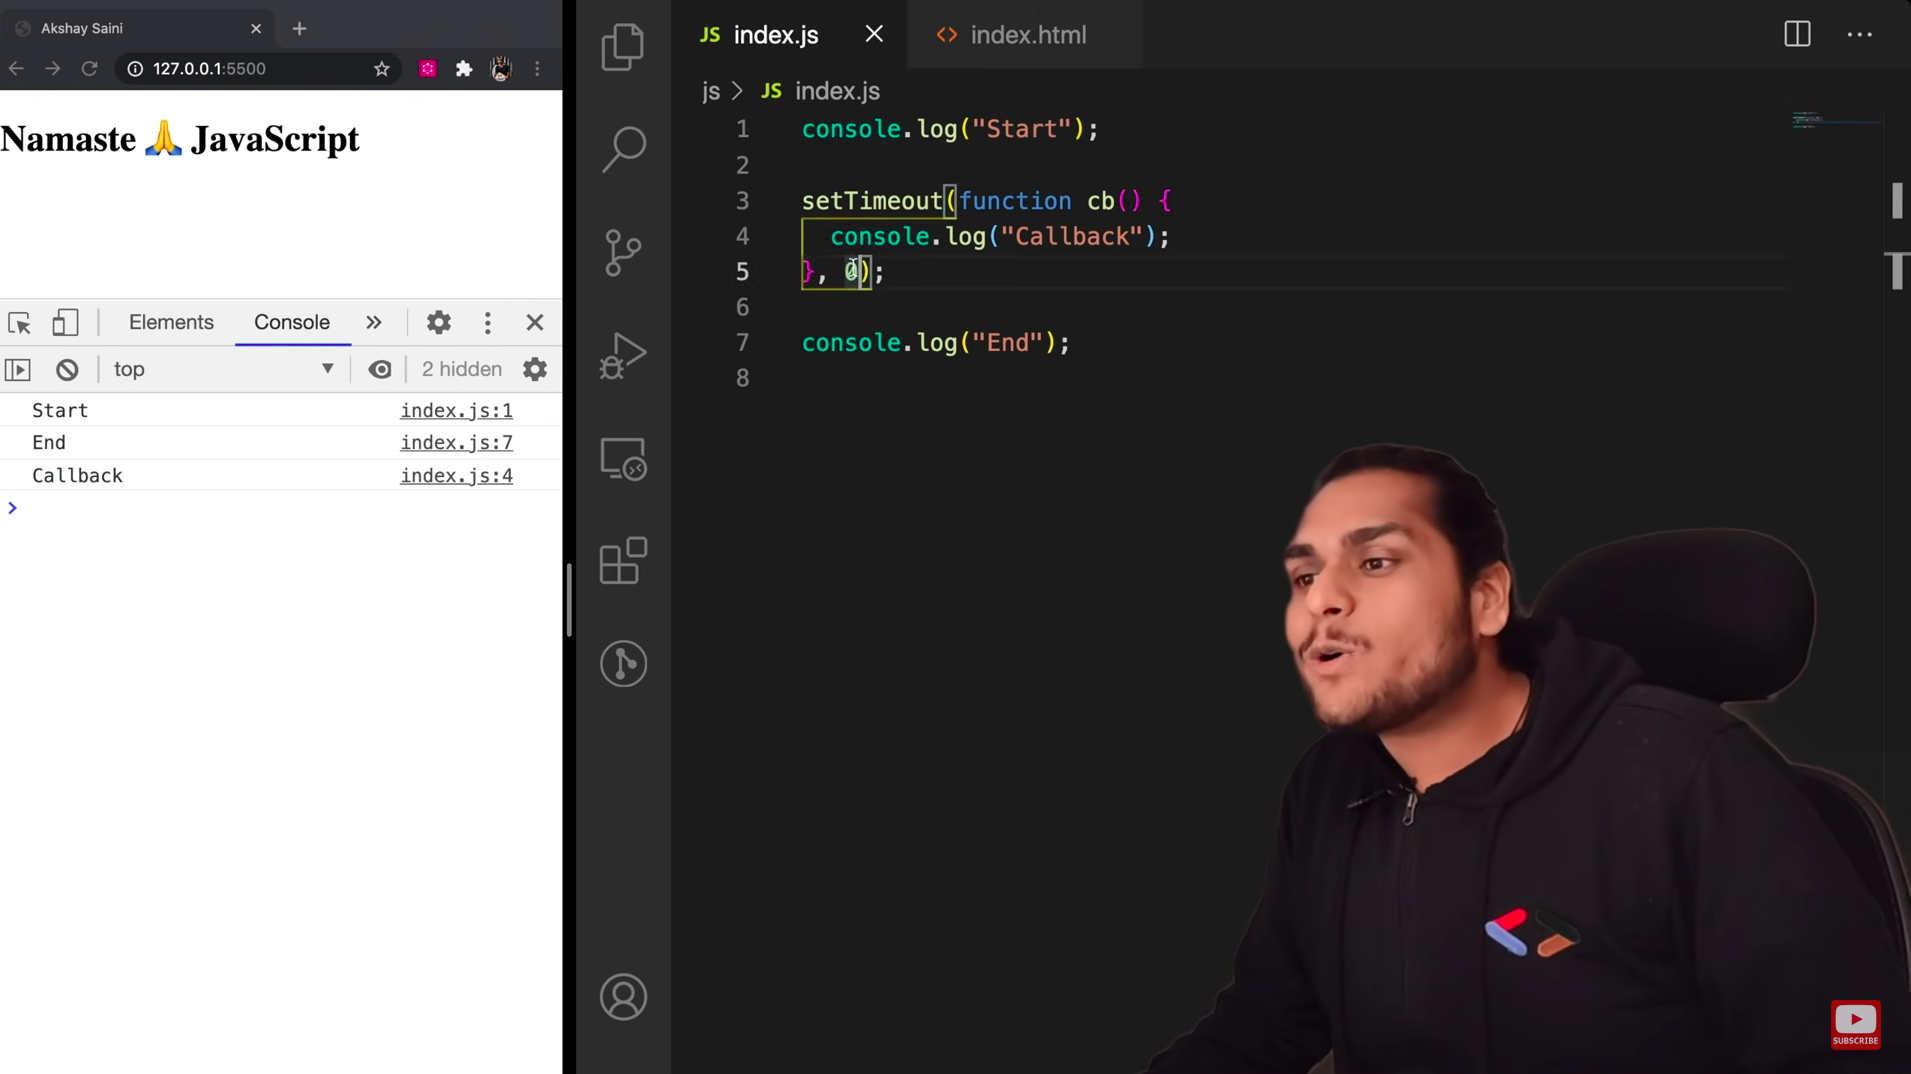 Akshay Saini
127.0.0.1:5500
Namaste 🙏 JavaScript
Elements Console
top 2 hidden
Start index.js:1
End index.js:7
Callback index.js:4
JS index.js index.html
js > JS index.js
1 console.log("Start");
2
3 setTimeout(function cb() {
4 console.log("Callback");
5 }, 0);
6
7 console.log("End");
8
SUBSCRIBE